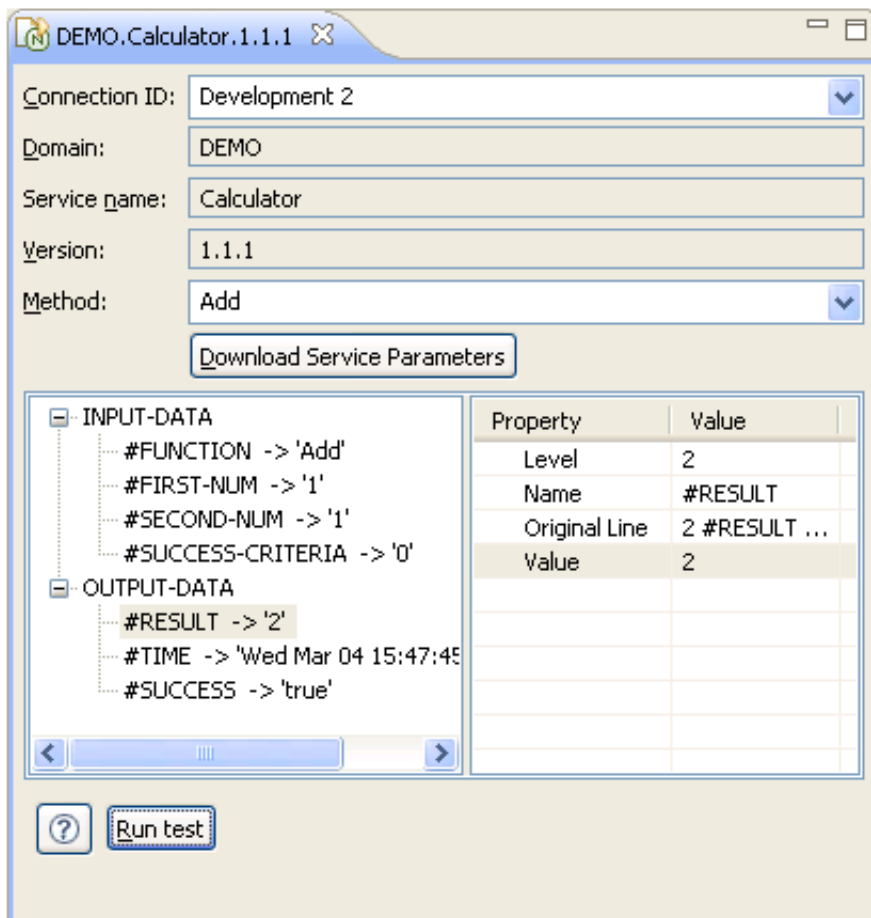 DEMO.Calculator.1.1.1
Connection ID: Development 2
Domain: DEMO
Service name: Calculator
Version: 1.1.1
Method: Add
Download Service Parameters
INPUT-DATA
#FUNCTION -> 'Add'
#FIRST-NUM -> '1'
#SECOND-NUM -> '1'
#SUCCESS-CRITERIA -> '0'
OUTPUT-DATA
#RESULT -> '2'
#TIME -> 'Wed Mar 04 15:47:45
#SUCCESS -> 'true'
Property Value
Level 2
Name #RESULT
Original Line 2 #RESULT ...
Value 2
? Run test